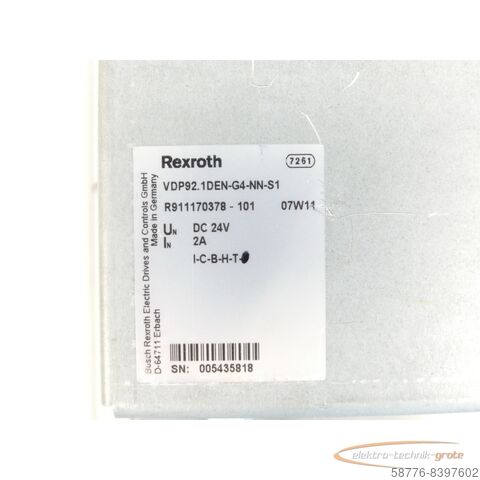 Rexroth
7261
VDP92.1DEN-G4-NN-S1
R911170378 - 101 07W11
UN DC 24V
IN 2A
I-C-B-H-T-
SN: 005435818
Bosch Rexroth Electric Drives and Controls GmbH
D-64711 Erbach Made in Germany
elektro-technik-grote
58776-8397602